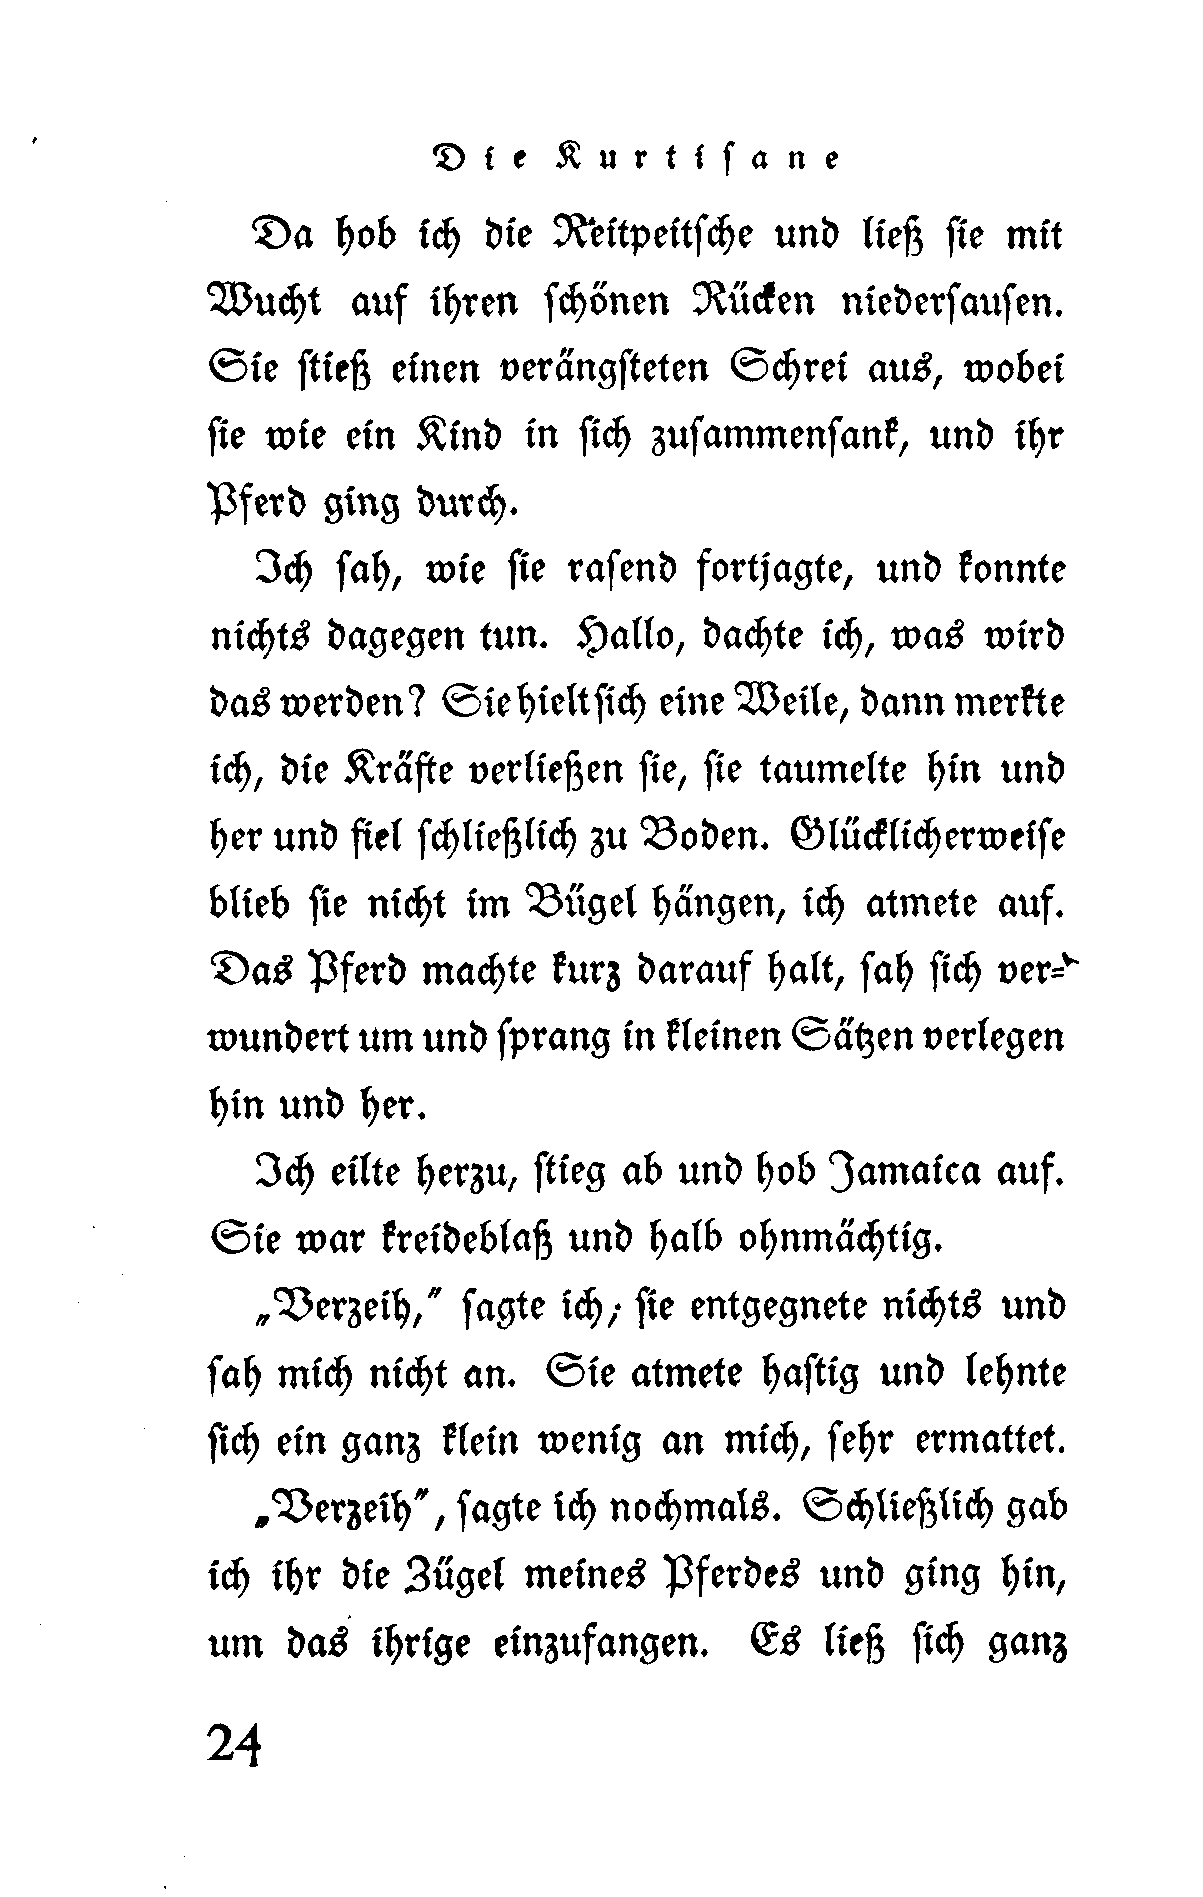 Die Kurtisane
Da hob ich die Reitpeitsche und ließ sie mit
Wucht auf ihren schönen Rücken niedersausen.
Sie stieß einen verängsteten Schrei aus, wobei
sie wie ein Kind in sich zusammensank, und ihr
Pferd ging durch.
Ich sah, wie sie rasend fortjagte, und konnte
nichts dagegen tun. Hallo, dachte ich, was wird
das werden? Sie hielt sich eine Weile, dann merkte
ich, die Kräfte verließen sie, sie taumelte hin und
her und fiel schließlich zu Boden. Glücklicherweise
blieb sie nicht im Bügel hängen, ich atmete auf.
Das Pferd machte kurz darauf halt, sah sich ver-
wundert um und sprang in kleinen Sätzen verlegen
hin und her.
Ich eilte herzu, stieg ab und hob Jamaica auf.
Sie war kreideblaß und halb ohnmächtig.
„Verzeih,“ sagte ich; sie entgegnete nichts und
sah mich nicht an. Sie atmete hastig und lehnte
sich ein ganz klein wenig an mich, sehr ermattet.
„Verzeih“, sagte ich nochmals. Schließlich gab
ich ihr die Zügel meines Pferdes und ging hin,
um das ihrige einzufangen. Es ließ sich ganz
24